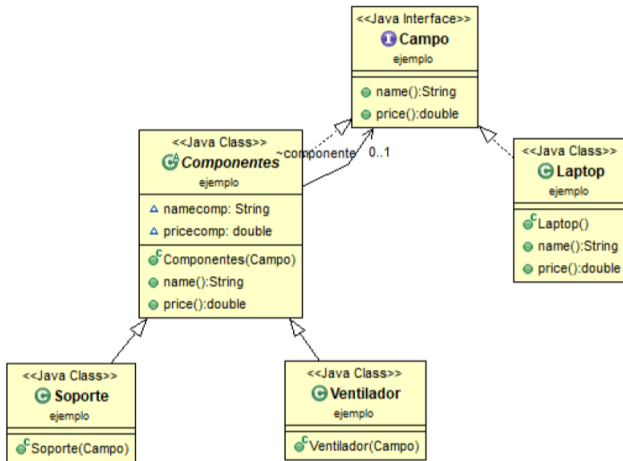 <<Java Interface>>
Campo
ejemplo
name():String
price():double
<<Java Class>>
Componentes
ejemplo
namecomp: String
pricecomp: double
Componentes(Campo)
name():String
price():double
~componente
0..1
<<Java Class>>
Laptop
ejemplo
Laptop()
name():String
price():double
<<Java Class>>
Soporte
ejemplo
Soporte(Campo)
<<Java Class>>
Ventilador
ejemplo
Ventilador(Campo)